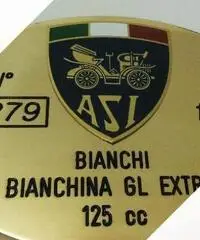 N°
279
ASI
BIANCHI
BIANCHINA GL EXTR
125 cc